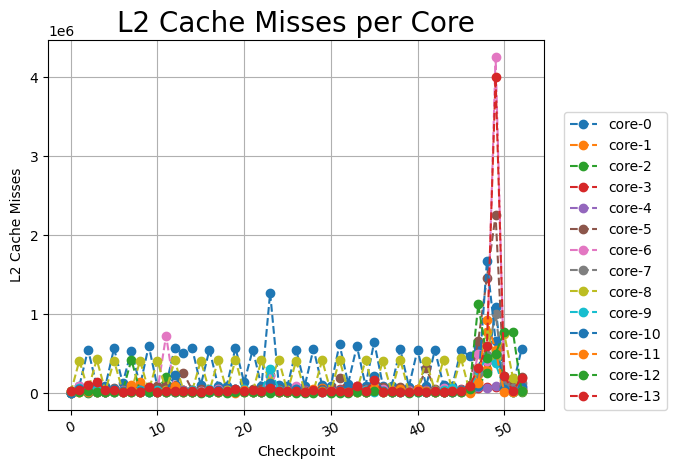 L2 Cache Misses per Core
1e6
4
3
2
1
0
L2 Cache Misses
0
10
20
30
40
50
Checkpoint
core-0
core-1
core-2
core-3
core-4
core-5
core-6
core-7
core-8
core-9
core-10
core-11
core-12
core-13